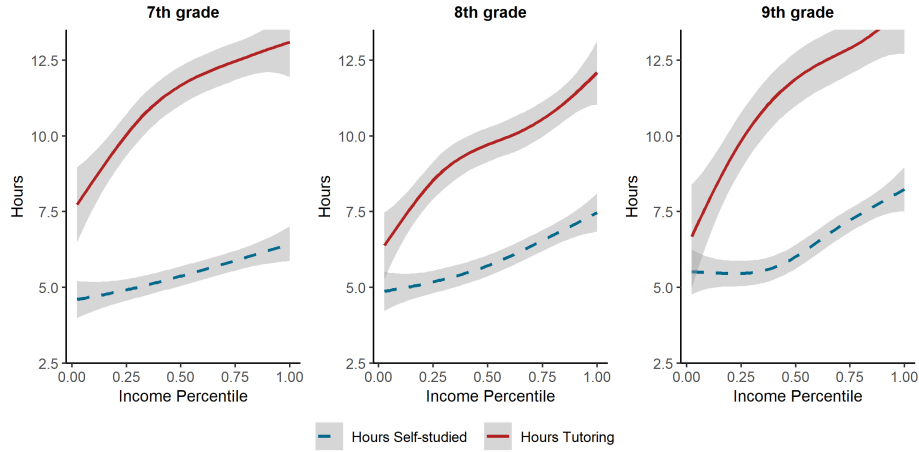 7th grade
8th grade
9th grade
Hours
12.5
10.0
7.5
5.0
2.5
0.00 0.25 0.50 0.75 1.00
Income Percentile
Hours
12.5
10.0
7.5
5.0
2.5
0.00 0.25 0.50 0.75 1.00
Income Percentile
Hours
12.5
10.0
7.5
5.0
2.5
0.00 0.25 0.50 0.75 1.00
Income Percentile
Hours Self-studied
Hours Tutoring